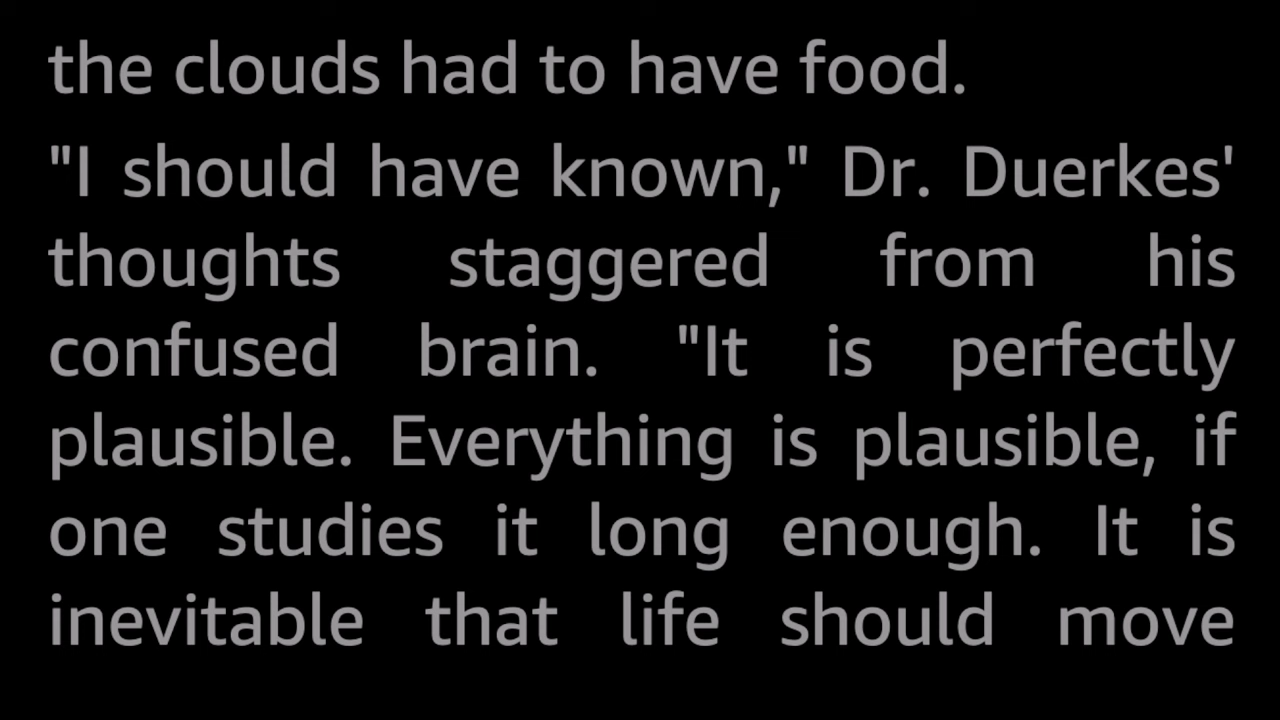 the clouds had to have food.
"I should have known," Dr. Duerkes'
thoughts staggered from his
confused brain. "It is perfectly
plausible. Everything is plausible, if
one studies it long enough. It is
inevitable that life should move